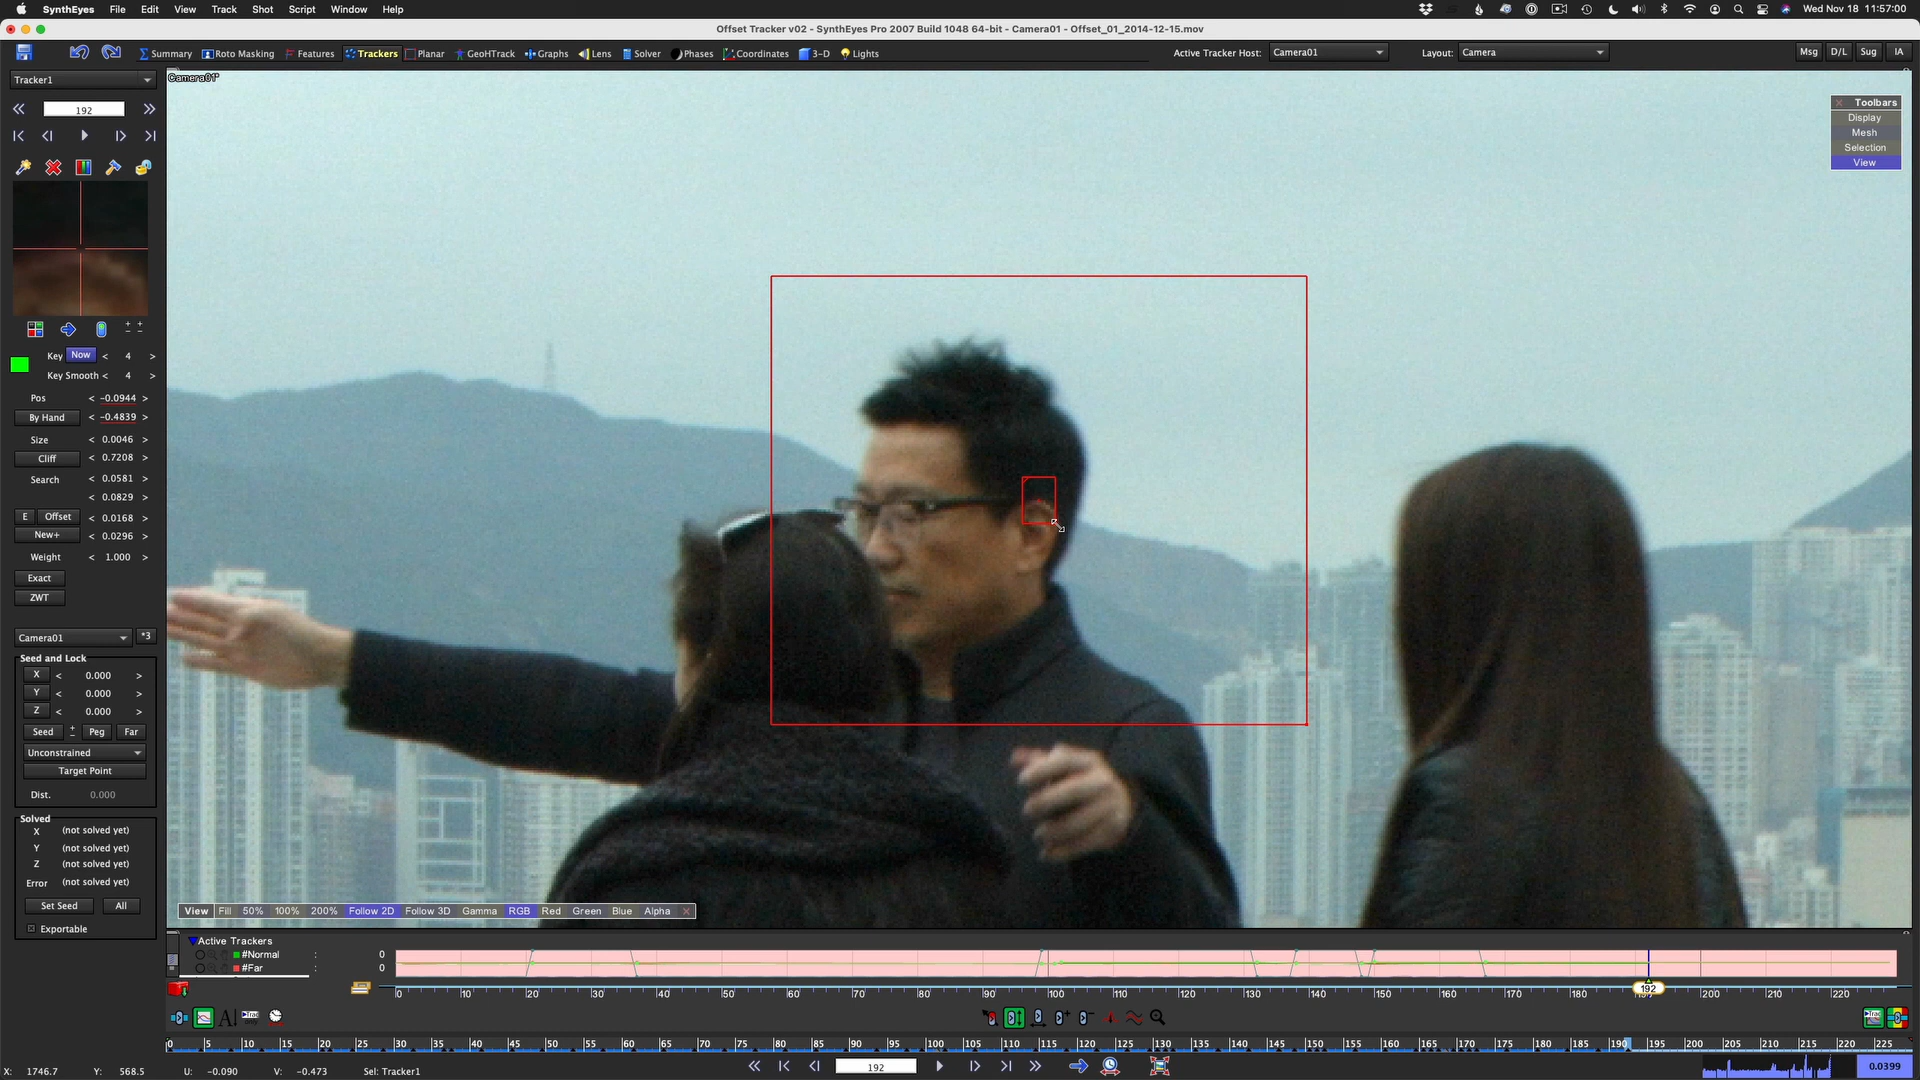 SynthEyes File Edit View Track Shot Script Window Help Wed Nov 18 11:57:00
Offset Tracker v02 - SynthEyes Pro 2007 Build 1048 64-bit - Camera01 - Offset_01_2014-12-15.mov
Summary Roto Masking Features Trackers Planar GeoHTrack Graphs Lens Solver Phases Coordinates 3-D Lights Active Tracker Host: Camera01 Layout: Camera Msg D/L Sug IA
Tracker1
Camera01*
192
Toolbars
Display
Mesh
Selection
View
Key Now < 4 >
Key Smooth < 4 >
Pos < -0.0944 >
By Hand < -0.4839 >
Size < 0.0046 >
Cliff < 0.7208 >
Search < 0.0581 >
< 0.0829 >
E Offset < 0.0168 >
New+ < 0.0296 >
Weight < 1.000 >
Exact
ZWT
Camera01 *3
Seed and Lock
X < 0.000 >
Y < 0.000 >
Z < 0.000 >
Seed Peg Far
Unconstrained
Target Point
Dist. 0.000
Solved
X (not solved yet)
Y (not solved yet)
Z (not solved yet)
Error (not solved yet)
Set Seed All
Exportable
View Fill 50% 100% 200% Follow 2D Follow 3D Gamma RGB Red Green Blue Alpha
Active Trackers
#Normal : 0
#Far : 0
0 10 20 30 40 50 60 70 80 90 100 110 120 130 140 150 160 170 180 192 200 210 220
0 5 10 15 20 25 30 35 40 45 50 55 60 65 70 75 80 85 90 95 100 105 110 115 120 125 130 135 140 145 150 155 160 165 170 175 180 185 190 195 200 205 210 215 220 225
192
X: 1746.7 Y: 568.5 U: -0.090 V: -0.473 Sel: Tracker1 0.0399